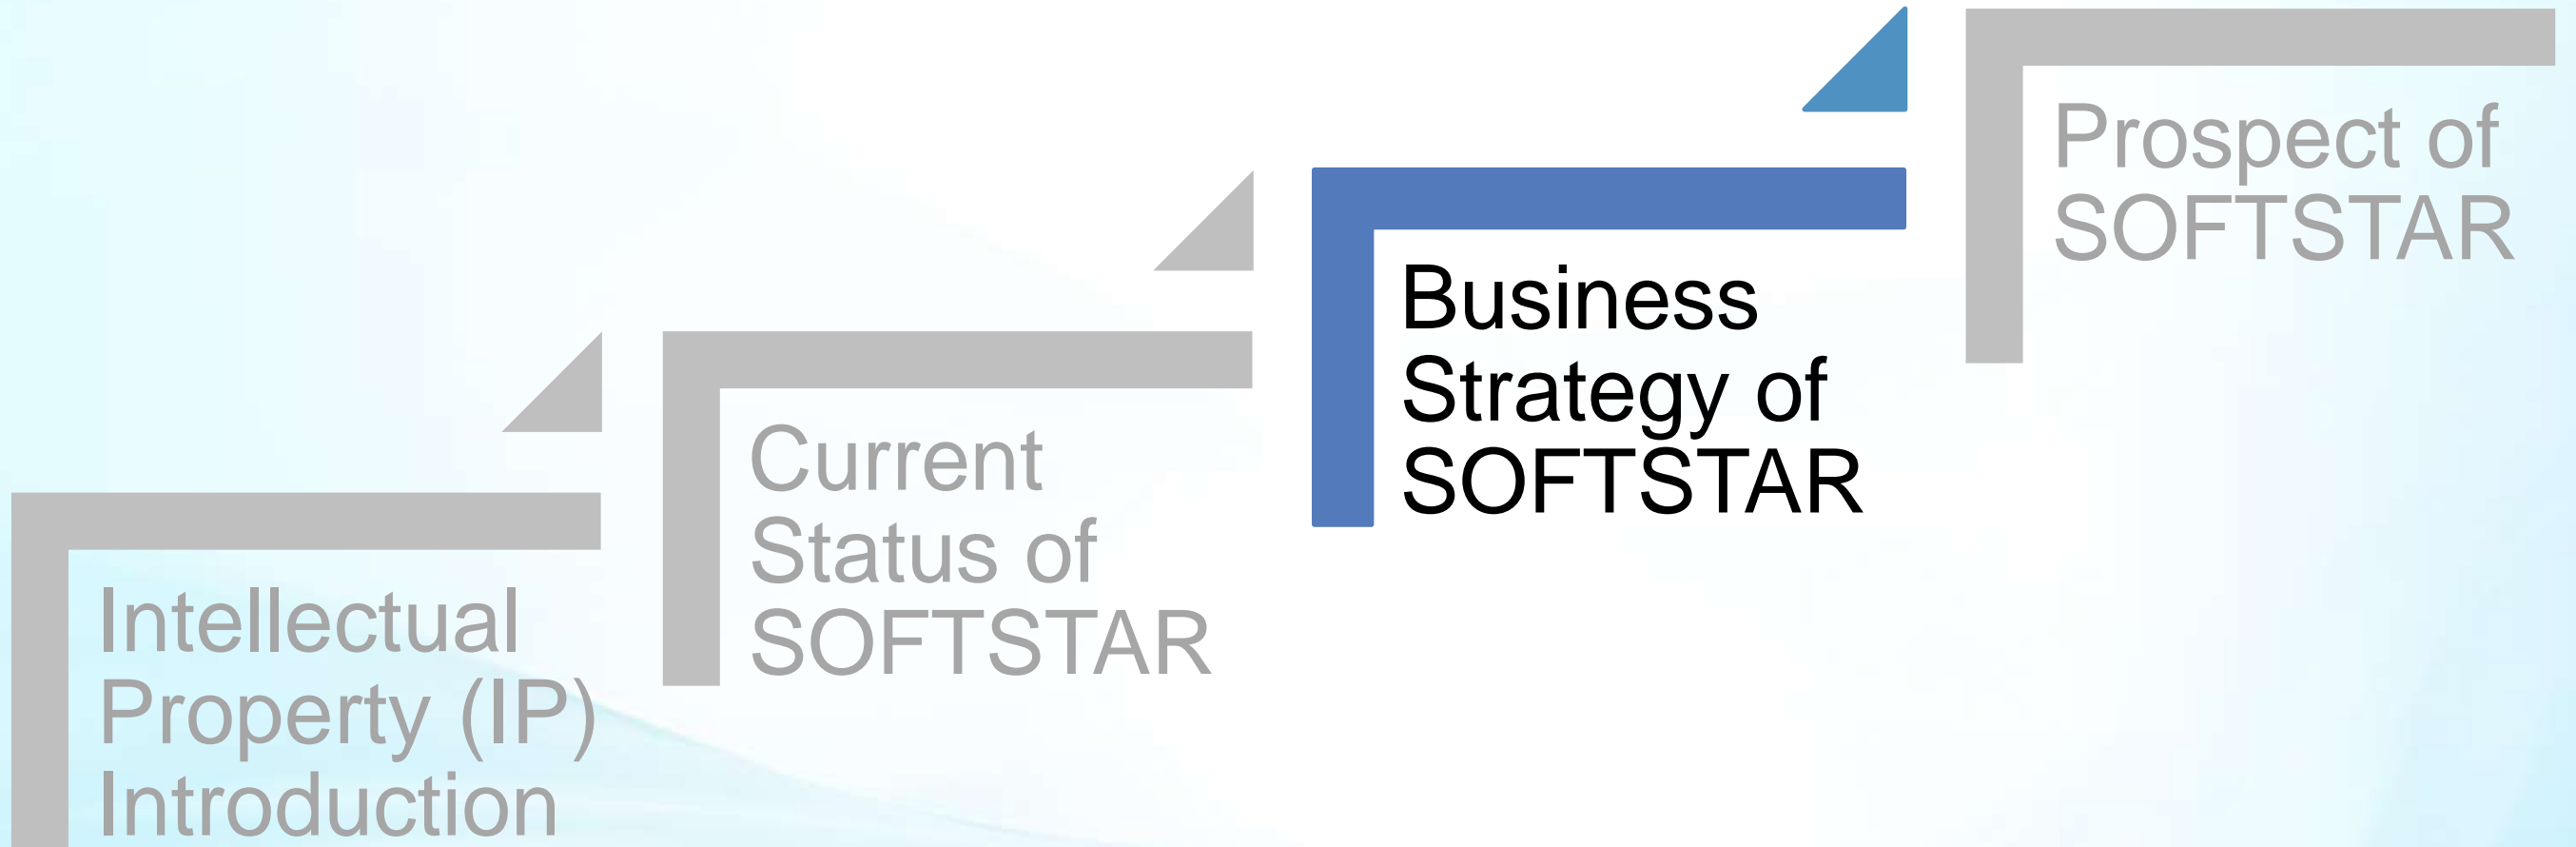 Intellectual
Property (IP)
Introduction
Current
Status of
SOFTSTAR
Business
Strategy of
SOFTSTAR
Prospect of
SOFTSTAR